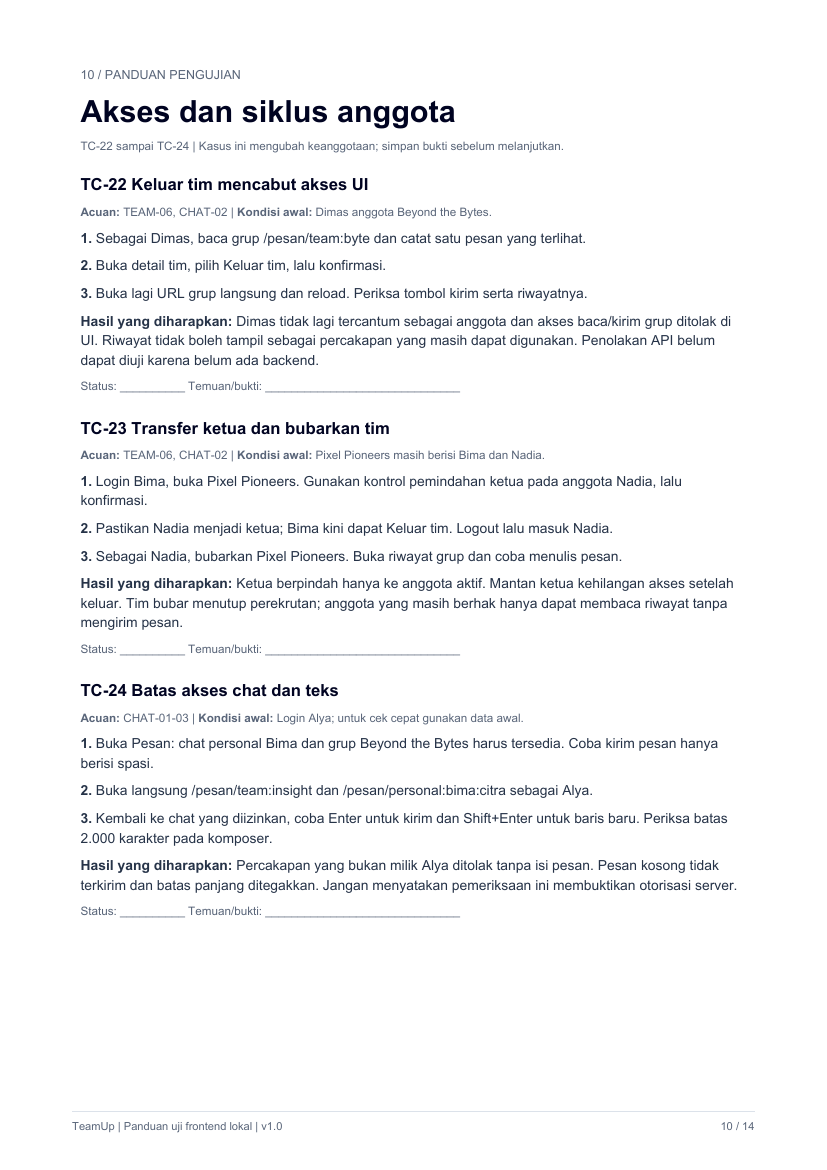 10 / PANDUAN PENGUJIAN
Akses dan siklus anggota
TC-22 sampai TC-24 | Kasus ini mengubah keanggotaan; simpan bukti sebelum melanjutkan.
TC-22 Keluar tim mencabut akses UI
Acuan: TEAM-06, CHAT-02 | Kondisi awal: Dimas anggota Beyond the Bytes.
1. Sebagai Dimas, baca grup /pesan/team:byte dan catat satu pesan yang terlihat.
2. Buka detail tim, pilih Keluar tim, lalu konfirmasi.
3. Buka lagi URL grup langsung dan reload. Periksa tombol kirim serta riwayatnya.
Hasil yang diharapkan: Dimas tidak lagi tercantum sebagai anggota dan akses baca/kirim grup ditolak di
UI. Riwayat tidak boleh tampil sebagai percakapan yang masih dapat digunakan. Penolakan API belum
dapat diuji karena belum ada backend.
Status: __________ Temuan/bukti: ______________________________
TC-23 Transfer ketua dan bubarkan tim
Acuan: TEAM-06, CHAT-02 | Kondisi awal: Pixel Pioneers masih berisi Bima dan Nadia.
1. Login Bima, buka Pixel Pioneers. Gunakan kontrol pemindahan ketua pada anggota Nadia, lalu
konfirmasi.
2. Pastikan Nadia menjadi ketua; Bima kini dapat Keluar tim. Logout lalu masuk Nadia.
3. Sebagai Nadia, bubarkan Pixel Pioneers. Buka riwayat grup dan coba menulis pesan.
Hasil yang diharapkan: Ketua berpindah hanya ke anggota aktif. Mantan ketua kehilangan akses setelah
keluar. Tim bubar menutup perekrutan; anggota yang masih berhak hanya dapat membaca riwayat tanpa
mengirim pesan.
Status: __________ Temuan/bukti: ______________________________
TC-24 Batas akses chat dan teks
Acuan: CHAT-01-03 | Kondisi awal: Login Alya; untuk cek cepat gunakan data awal.
1. Buka Pesan: chat personal Bima dan grup Beyond the Bytes harus tersedia. Coba kirim pesan hanya
berisi spasi.
2. Buka langsung /pesan/team:insight dan /pesan/personal:bima:citra sebagai Alya.
3. Kembali ke chat yang diizinkan, coba Enter untuk kirim dan Shift+Enter untuk baris baru. Periksa batas
2.000 karakter pada komposer.
Hasil yang diharapkan: Percakapan yang bukan milik Alya ditolak tanpa isi pesan. Pesan kosong tidak
terkirim dan batas panjang ditegakkan. Jangan menyatakan pemeriksaan ini membuktikan otorisasi server.
Status: __________ Temuan/bukti: ______________________________
TeamUp | Panduan uji frontend lokal | v1.0
10 / 14